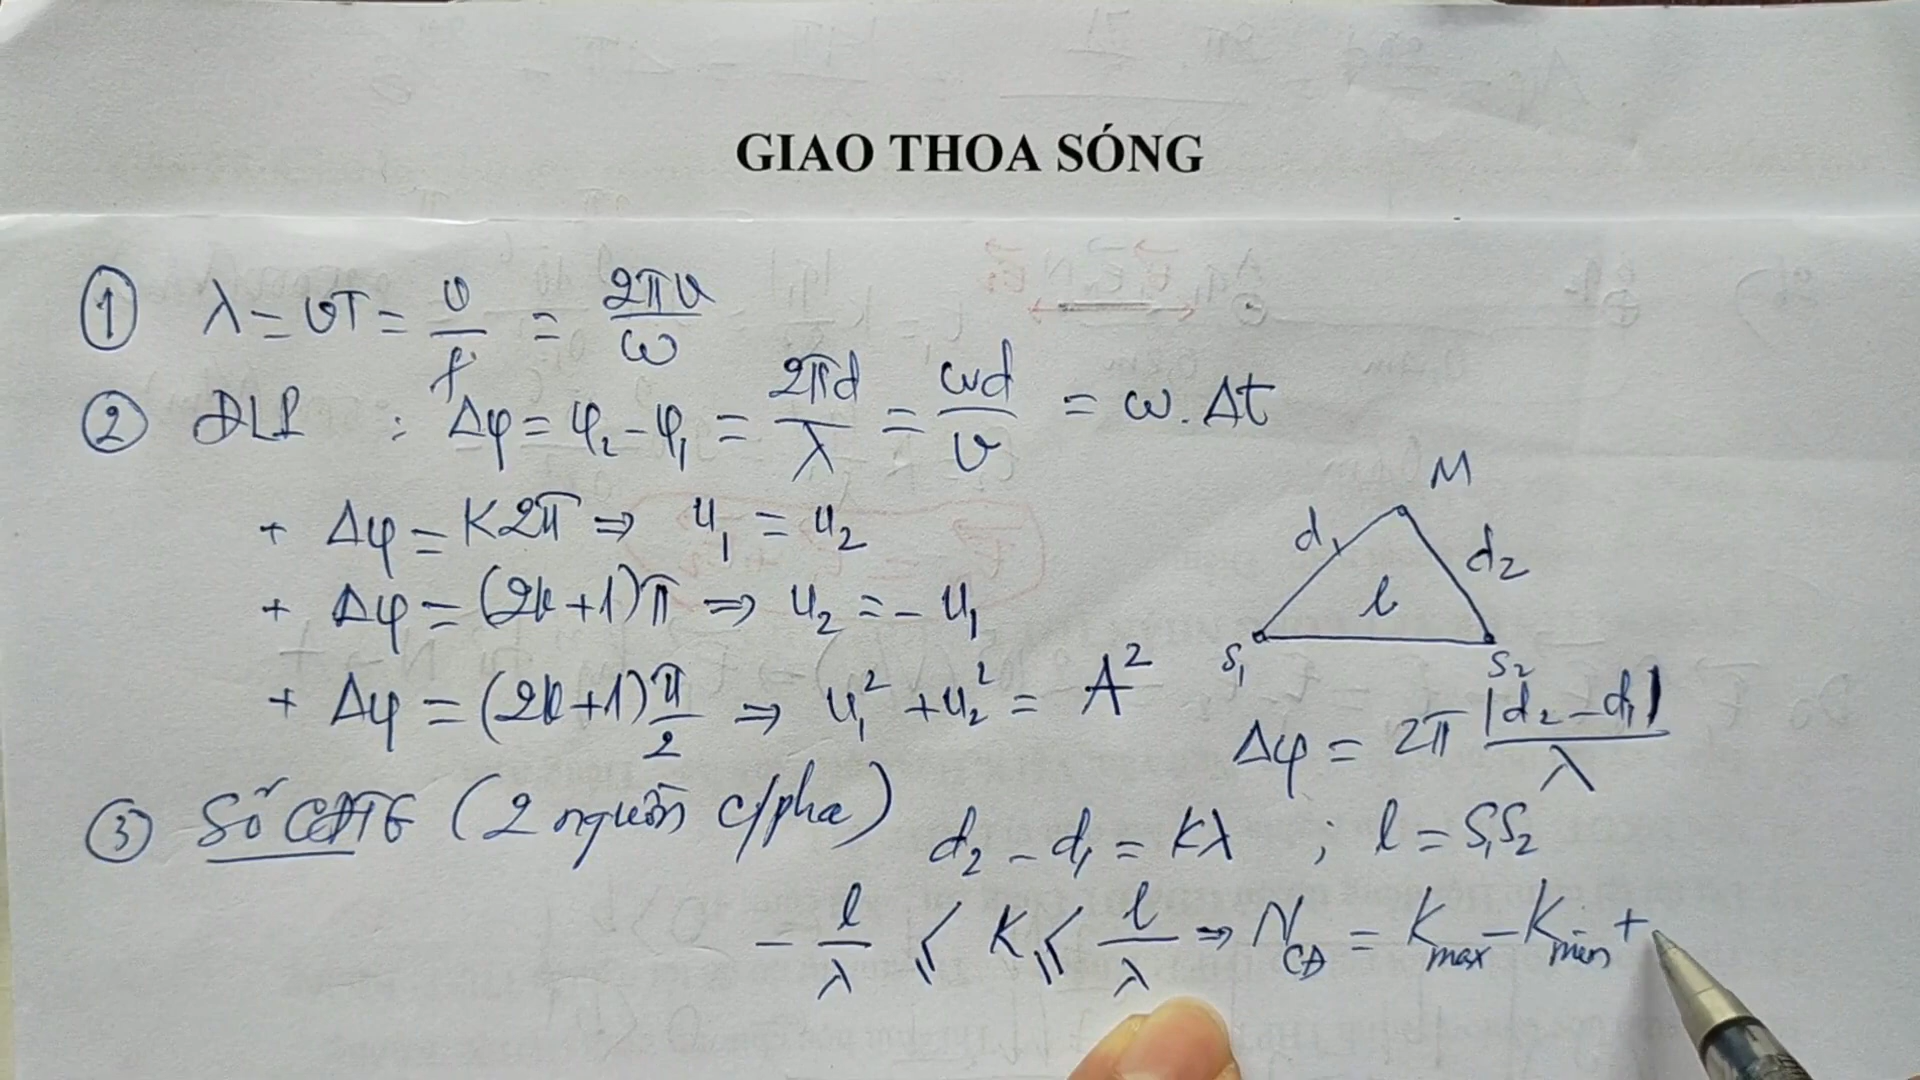 GIAO THOA SÓNG
① λ = vT = v/f = 2πv/ω
② ĐLP : Δφ = φ₂ - φ₁ = 2πd/λ = ωd/v = ω.Δt
+ Δφ = K2π ⇒ u₁ = u₂
+ Δφ = (2k+1)π ⇒ u₂ = - u₁
+ Δφ = (2k+1)π/2 ⇒ u₁² + u₂² = A²
M
d₁ d₂
l
S₁ S₂
Δφ = 2π |d₂ - d₁|/λ
③ Số CĐTG (2 nguồn c/pha) d₂ - d₁ = Kλ ; l = S₁S₂
- l/λ ≤ K ≤ l/λ ⇒ N_CĐ = K_max - K_min +